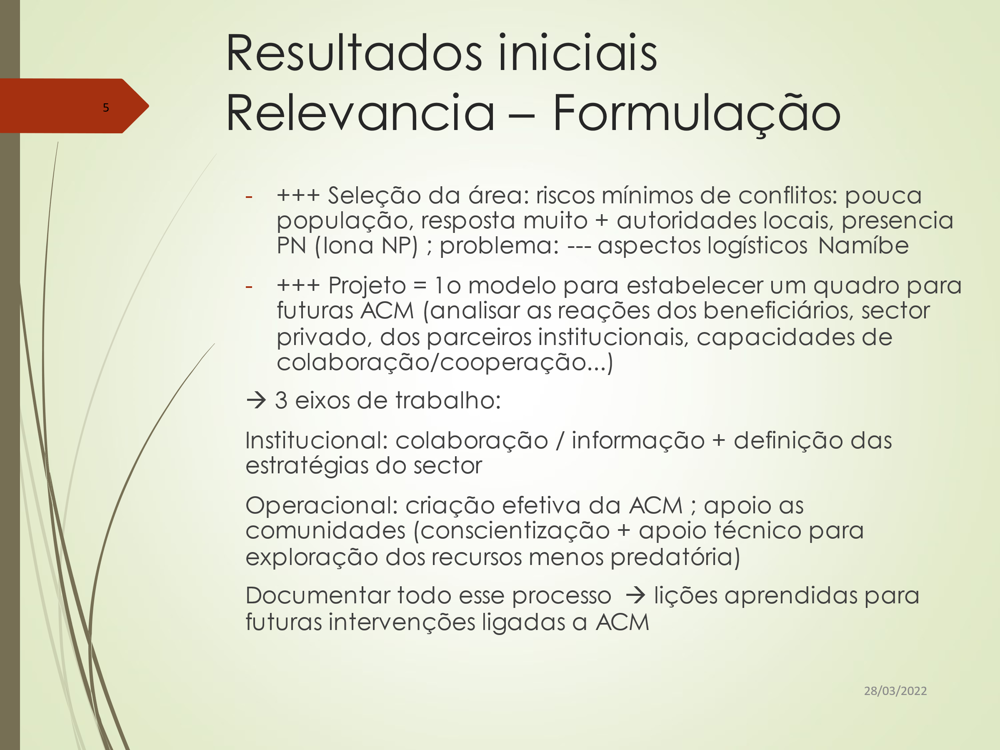 Resultados iniciais
Relevancia – Formulação
5
- +++ Seleção da área: riscos mínimos de conflitos: pouca
população, resposta muito + autoridades locais, presencia
PN (Iona NP) ; problema: --- aspectos logísticos Namíbe
- +++ Projeto = 1o modelo para estabelecer um quadro para
futuras ACM (analisar as reações dos beneficiários, sector
privado, dos parceiros institucionais, capacidades de
colaboração/cooperação...)
→ 3 eixos de trabalho:
Institucional: colaboração / informação + definição das
estratégias do sector
Operacional: criação efetiva da ACM ; apoio as
comunidades (conscientização + apoio técnico para
exploração dos recursos menos predatória)
Documentar todo esse processo → lições aprendidas para
futuras intervenções ligadas a ACM
28/03/2022